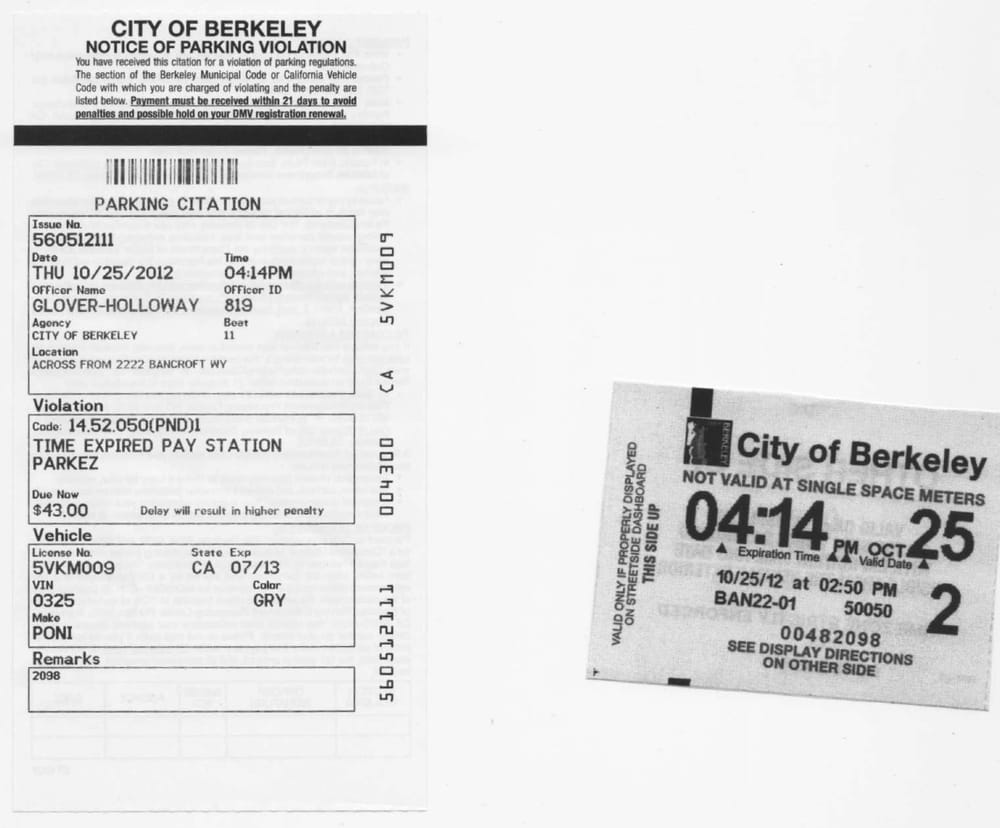 CITY OF BERKELEY
NOTICE OF PARKING VIOLATION
You have received this citation for a violation of parking regulations.
The section of the Berkeley Municipal Code or California Vehicle
Code with which you are charged of violating and the penalty are
listed below. Payment must be received within 21 days to avoid
penalties and possible hold on your DMV registration renewal.
PARKING CITATION
Issue No.
560512111
Date Time
THU 10/25/2012 04:14PM
Officer Name Officer ID
GLOVER-HOLLOWAY 819
Agency Beat
CITY OF BERKELEY 11
Location
ACROSS FROM 2222 BANCROFT WY
Violation
Code: 14.52.050(PND)1
TIME EXPIRED PAY STATION
PARKEZ
Due Now
$43.00 Delay will result in higher penalty
Vehicle
License No. State Exp
5VKM009 CA 07/13
VIN Color
0325 GRY
Make
PONI
Remarks
2098
560512111 004300 CA 5VKM009
VALID ONLY IF PROPERLY DISPLAYED
ON STREETSIDE DASHBOARD
THIS SIDE UP
BERKELEY
City of Berkeley
NOT VALID AT SINGLE SPACE METERS
04:14 PM OCT 25
Expiration Time Valid Date
10/25/12 at 02:50 PM
BAN22-01 50050 2
00482098
SEE DISPLAY DIRECTIONS
ON OTHER SIDE